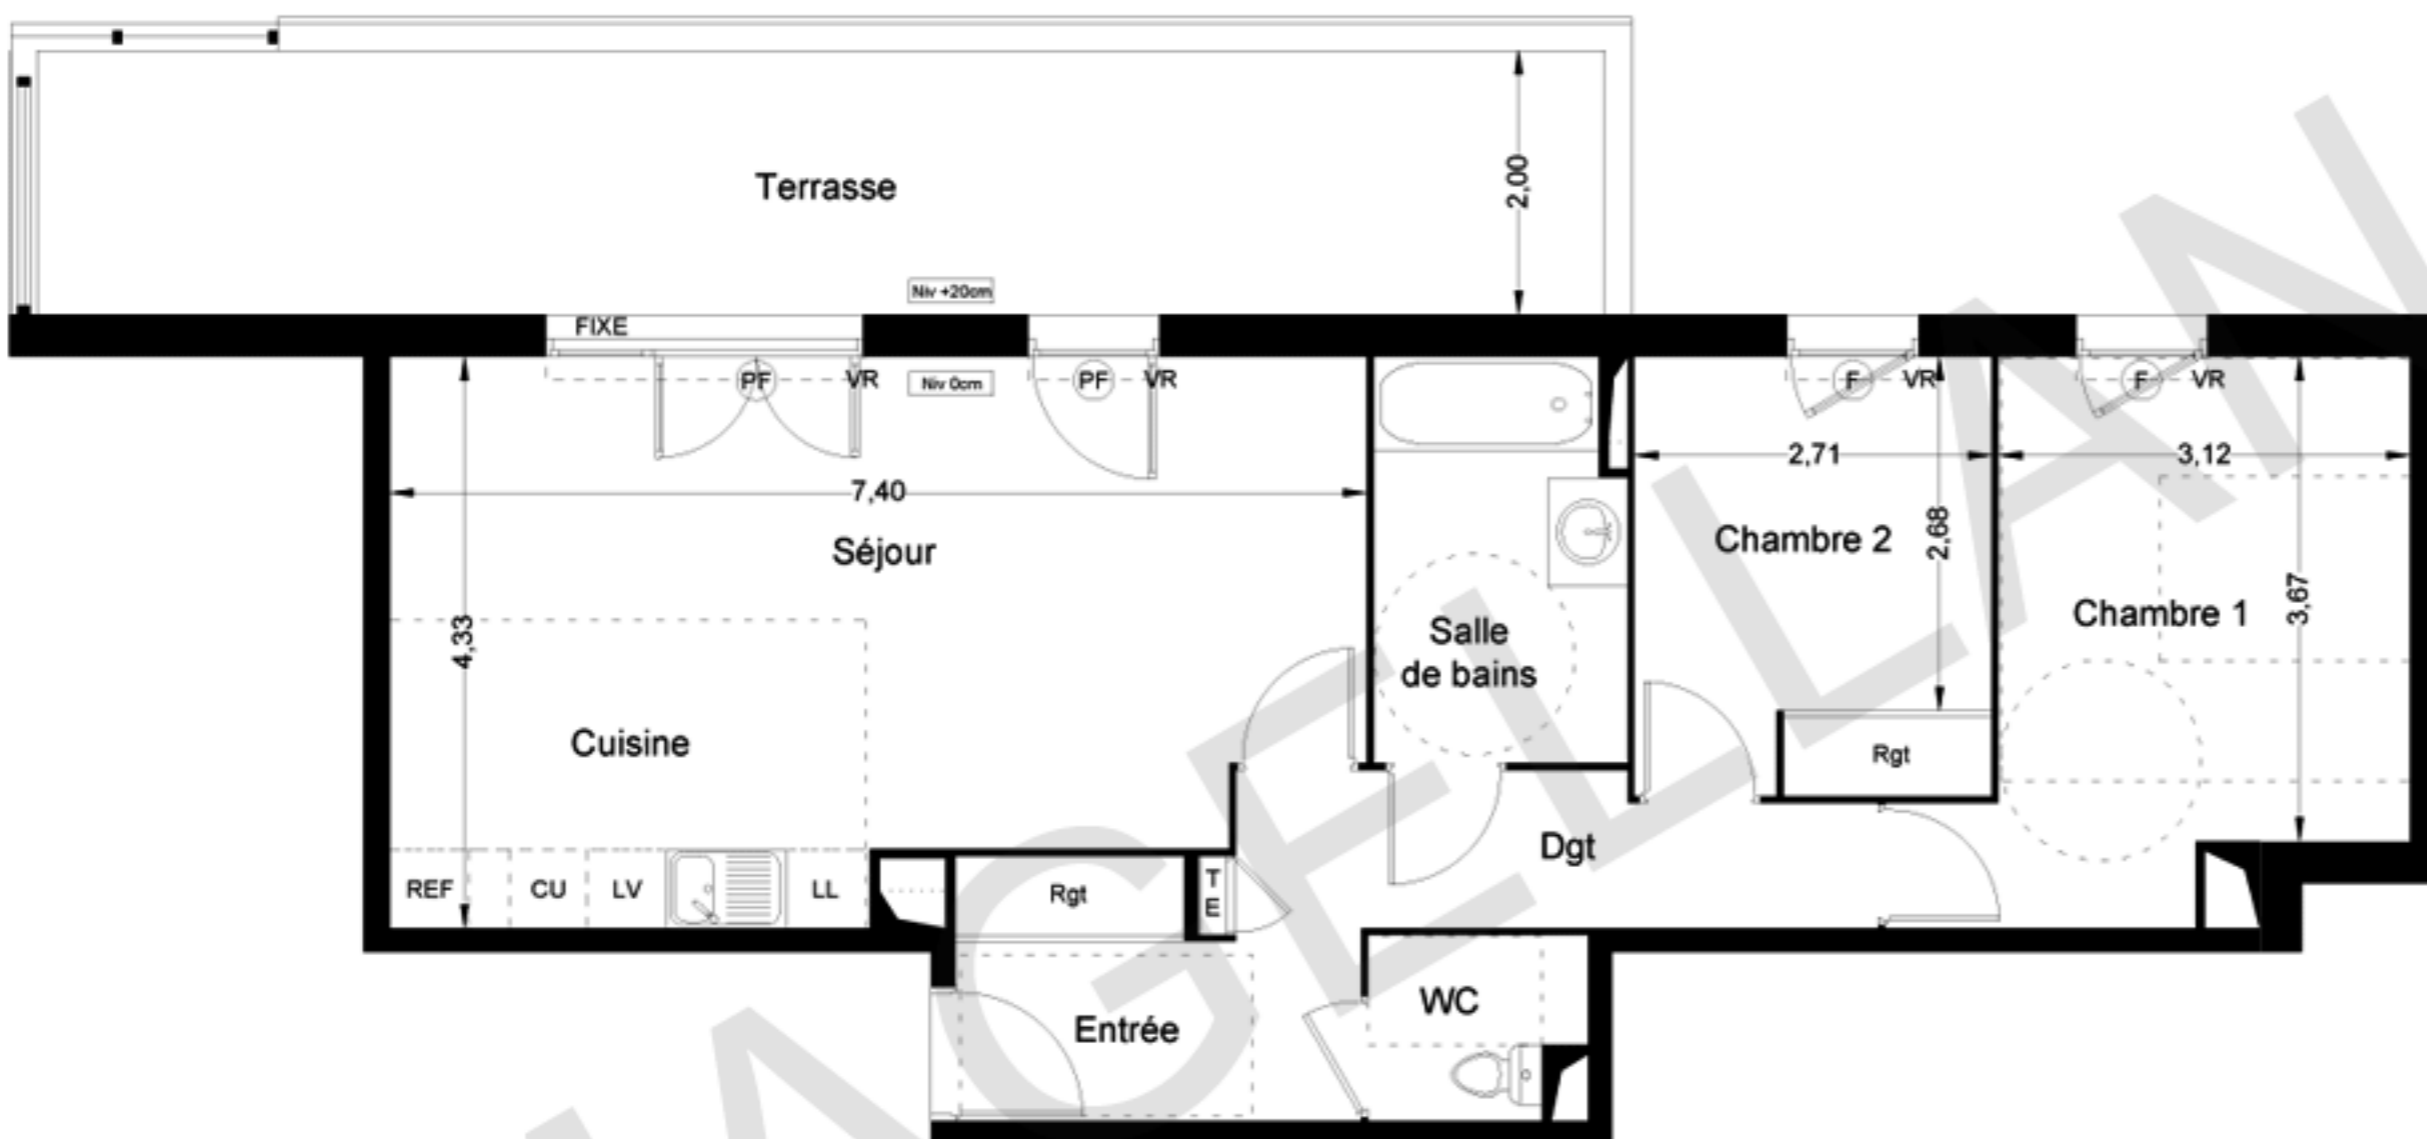 Terrasse
2,00
Niv +20cm
FIXE
PF
VR
Niv 0cm
PF
VR
F
VR
F
VR
7,40
2,71
3,12
Séjour
Chambre 2
2,68
4,33
Salle
de bains
Chambre 1
3,67
Cuisine
Rgt
Dgt
REF
CU
LV
LL
Rgt
T
E
WC
Entrée